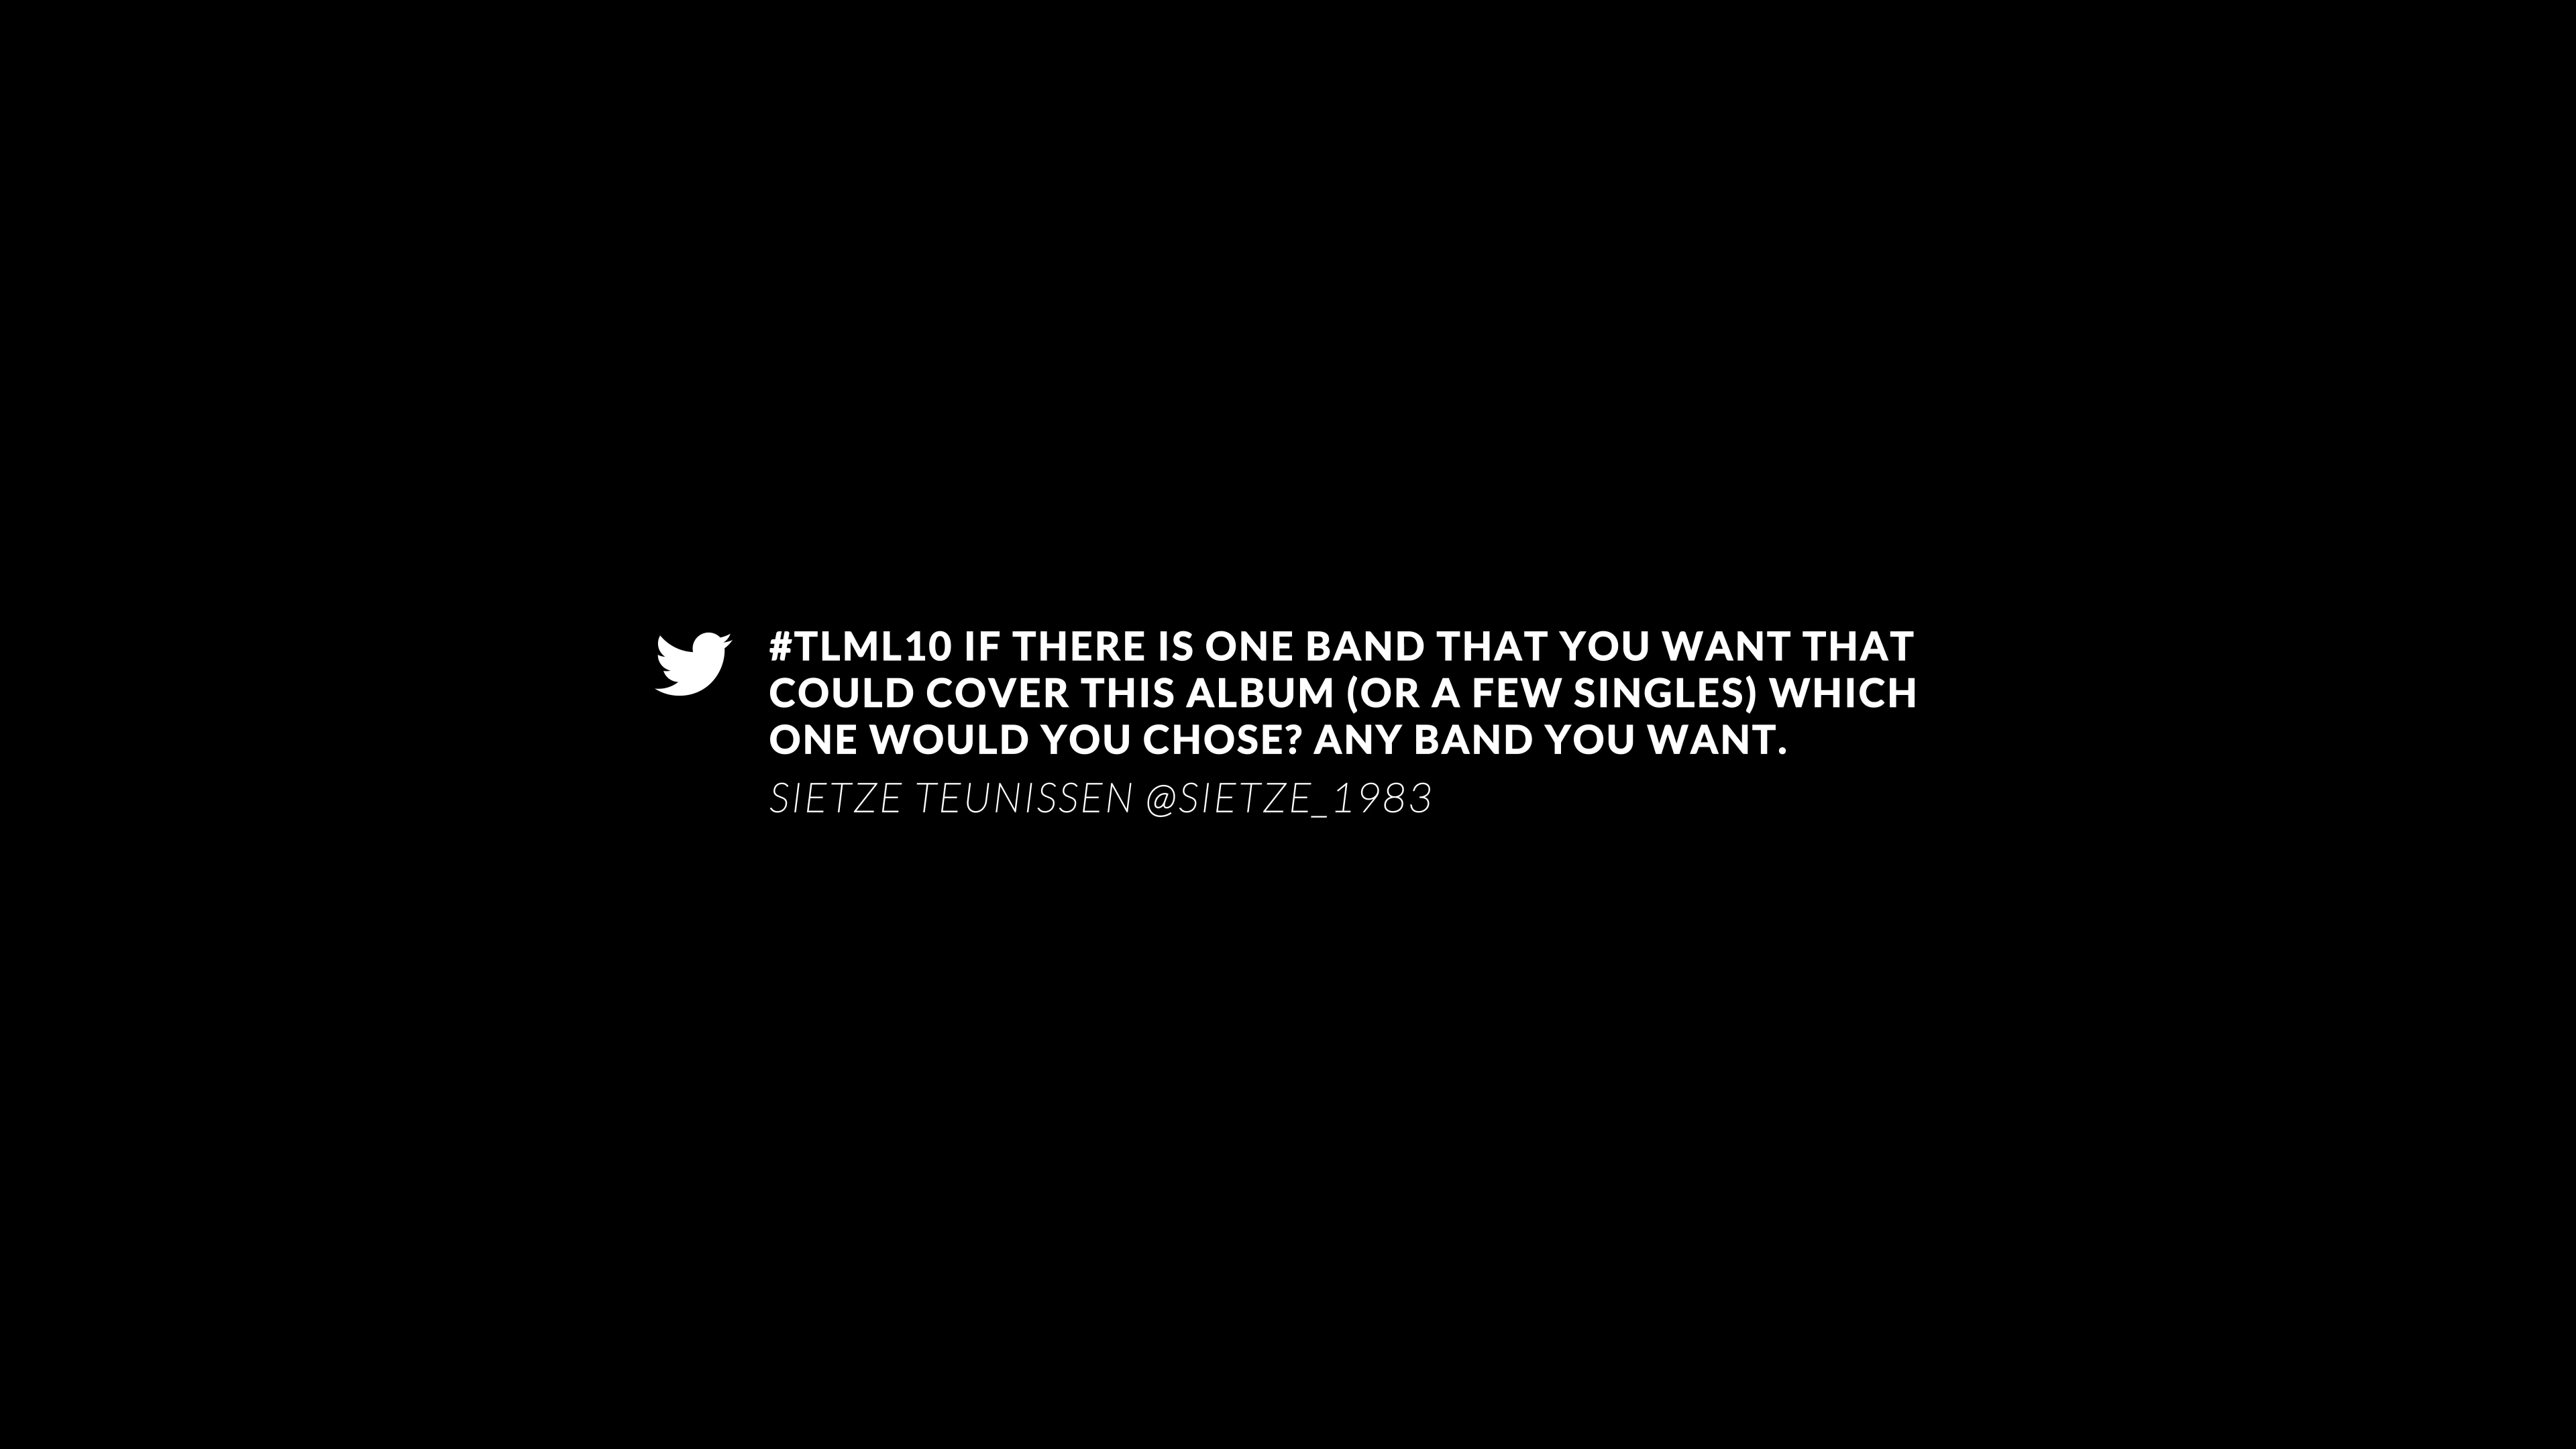 #TLML10 IF THERE IS ONE BAND THAT YOU WANT THAT
COULD COVER THIS ALBUM (OR A FEW SINGLES) WHICH
ONE WOULD YOU CHOSE? ANY BAND YOU WANT.
SIETZE TEUNISSEN @SIETZE_1983